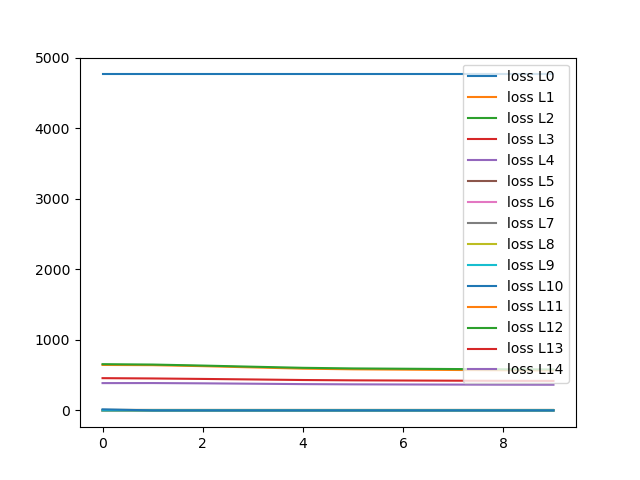 5000
4000
3000
2000
1000
0
0 2 4 6 8
loss L0
loss L1
loss L2
loss L3
loss L4
loss L5
loss L6
loss L7
loss L8
loss L9
loss L10
loss L11
loss L12
loss L13
loss L14